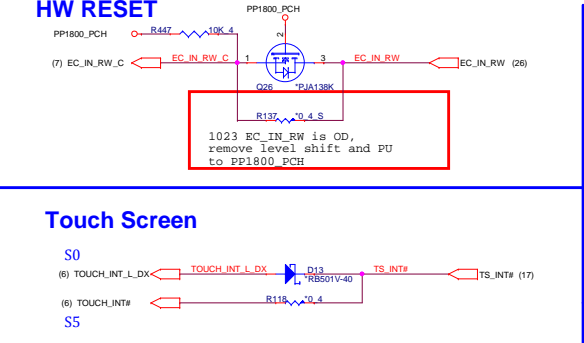 HW RESET
PP1800_PCH
PP1800_PCH
R447
10K_4
2
(7) EC_IN_RW_C
EC_IN_RW_C
1
3
EC_IN_RW
EC_IN_RW (26)
Q26
*PJA138K
R137
*0_4_S
1023 EC_IN_RW is OD,
remove level shift and PU
to PP1800_PCH
Touch Screen
S0
(6) TOUCH_INT_L_DX
TOUCH_INT_L_DX
D13
*RB501V-40
TS_INT#
TS_INT# (17)
(6) TOUCH_INT#
R118
*0_4
S5